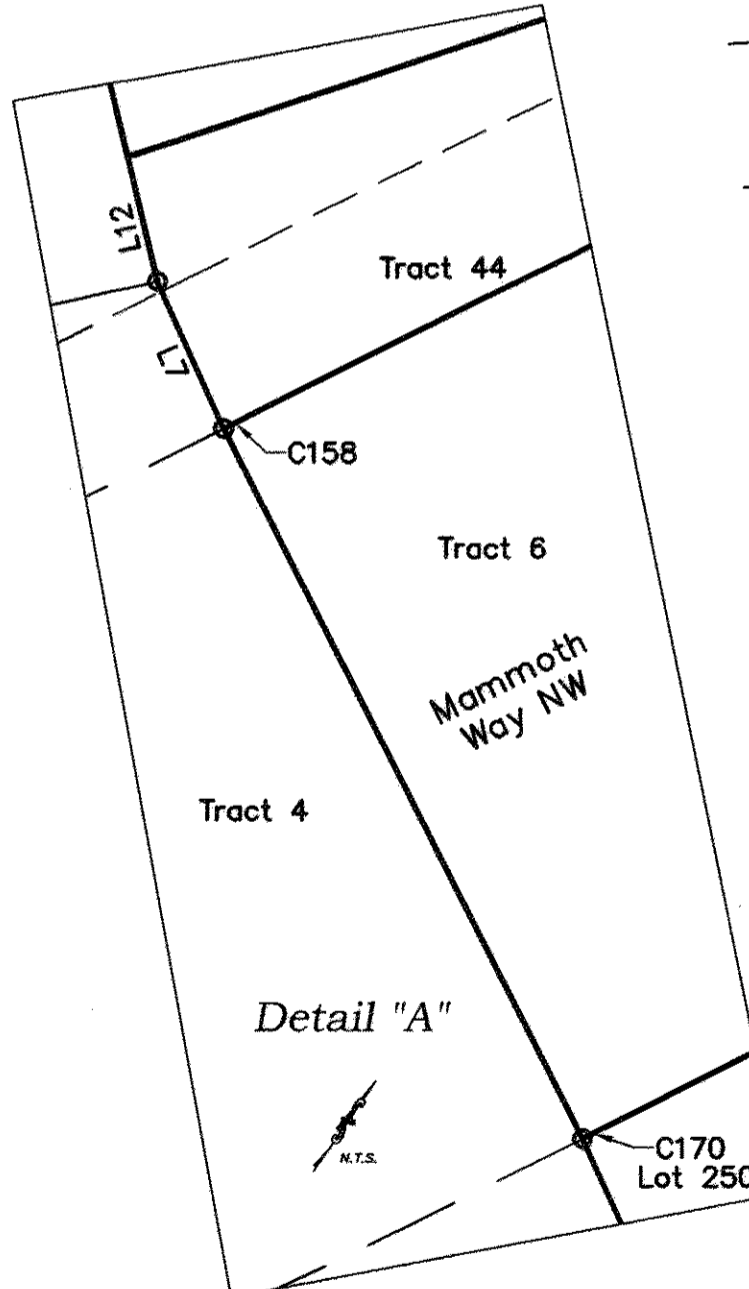 L12
Tract 44
L7
C158
Tract 6
Mammoth
Way NW
Tract 4
Detail "A"
N.T.S.
C170
Lot 250